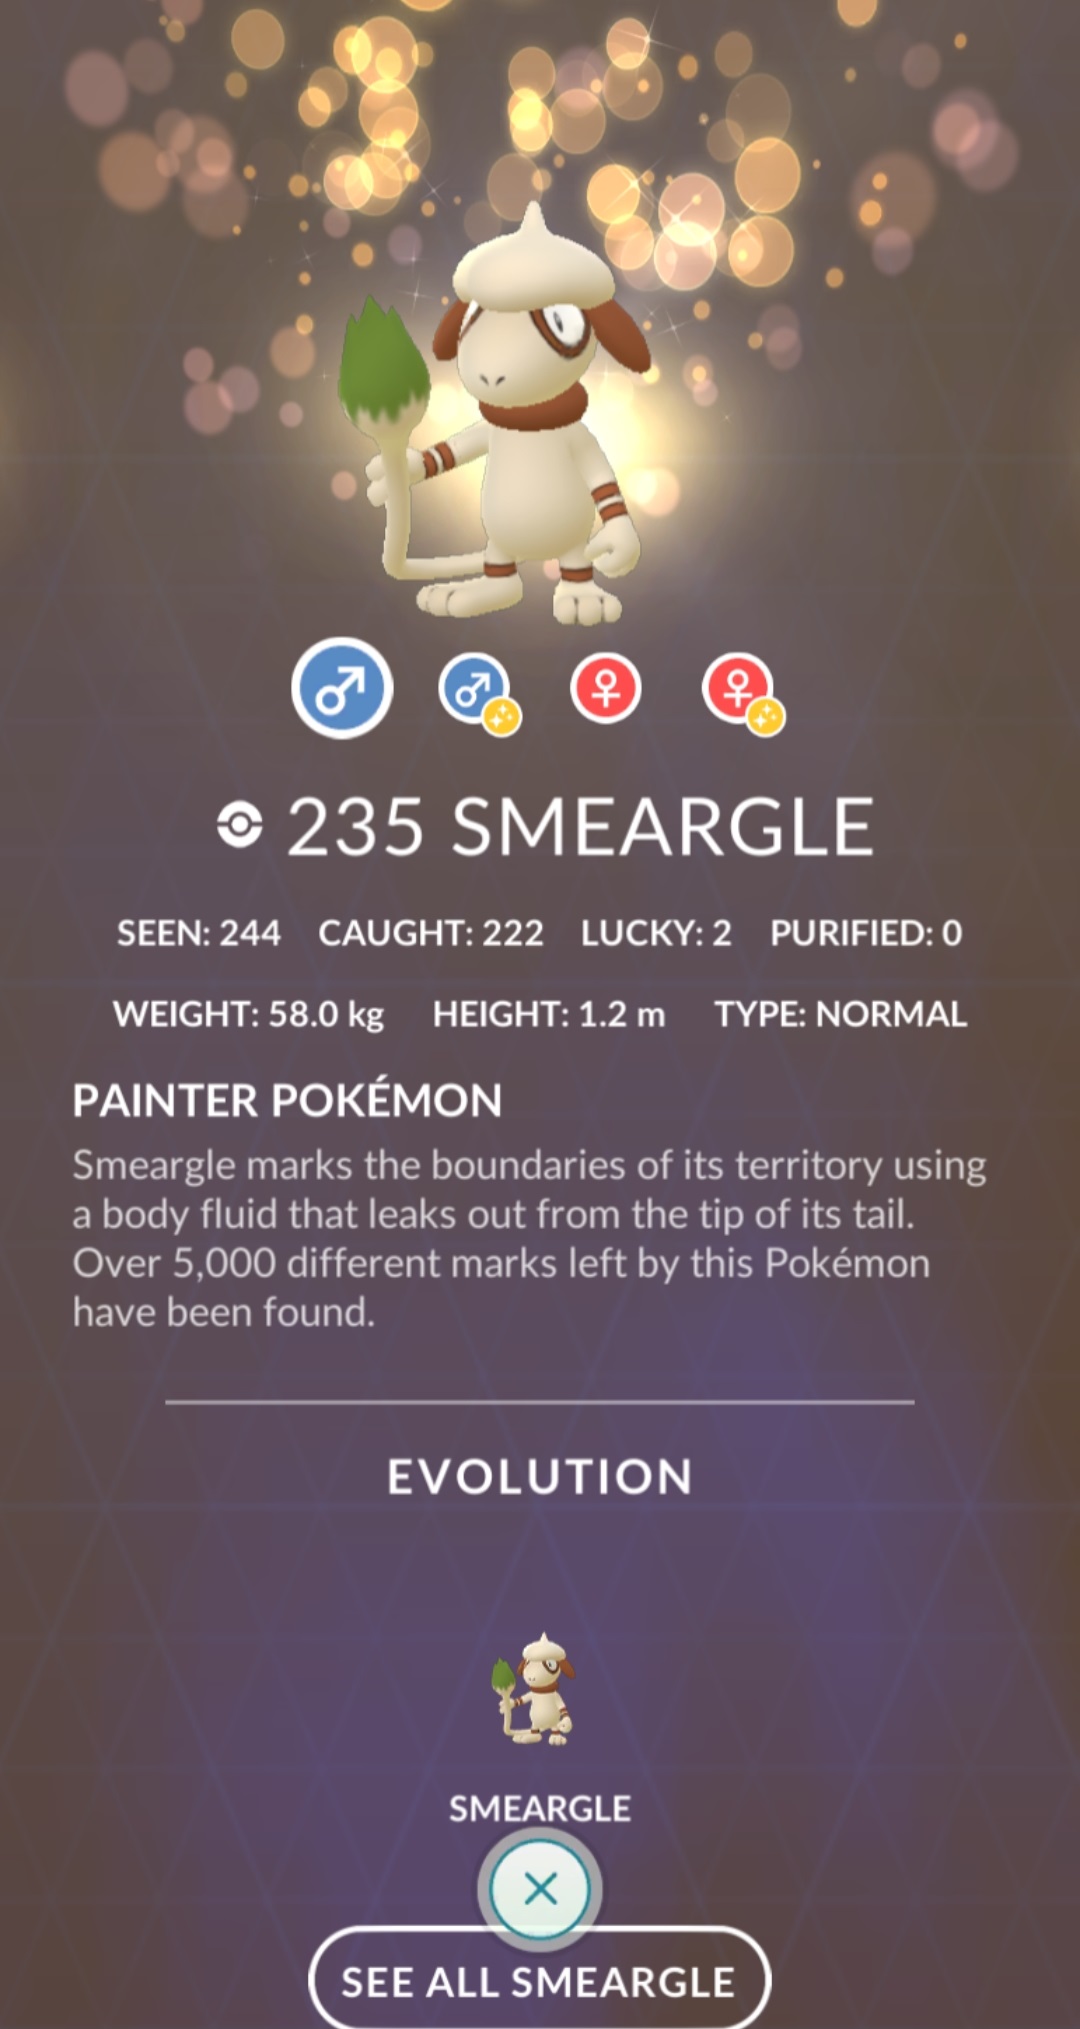 235 SMEARGLE
SEEN: 244 CAUGHT: 222 LUCKY: 2 PURIFIED: 0
WEIGHT: 58.0 kg HEIGHT: 1.2 m TYPE: NORMAL
PAINTER POKÉMON
Smeargle marks the boundaries of its territory using
a body fluid that leaks out from the tip of its tail.
Over 5,000 different marks left by this Pokémon
have been found.
EVOLUTION
SMEARGLE
SEE ALL SMEARGLE